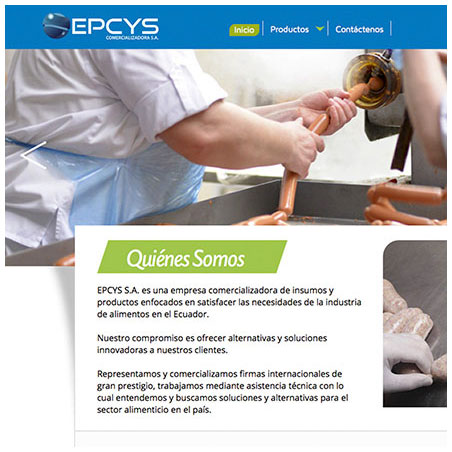 EPCYS
COMERCIALIZADORA S.A.
Inicio Productos Contáctenos
Quiénes Somos
EPCYS S.A. es una empresa comercializadora de insumos y
productos enfocados en satisfacer las necesidades de la industria
de alimentos en el Ecuador.
Nuestro compromiso es ofrecer alternativas y soluciones
innovadoras a nuestros clientes.
Representamos y comercializamos firmas internacionales de
gran prestigio, trabajamos mediante asistencia técnica con lo
cual entendemos y buscamos soluciones y alternativas para el
sector alimenticio en el país.